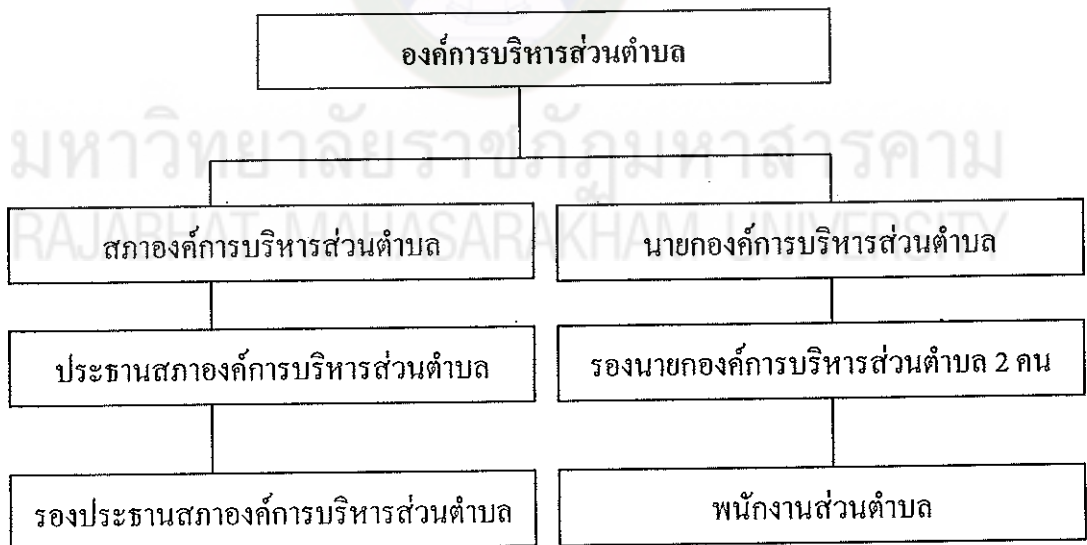 องค์การบริหารส่วนตำบล
มหาวิทยาลัยราชภัฏมหาสารคาม
RAJABHAT MAHASARAKHAM UNIVERSITY
สภาองค์การบริหารส่วนตำบล
นายกองค์การบริหารส่วนตำบล
ประธานสภาองค์การบริหารส่วนตำบล
รองนายกองค์การบริหารส่วนตำบล 2 คน
รองประธานสภาองค์การบริหารส่วนตำบล
พนักงานส่วนตำบล